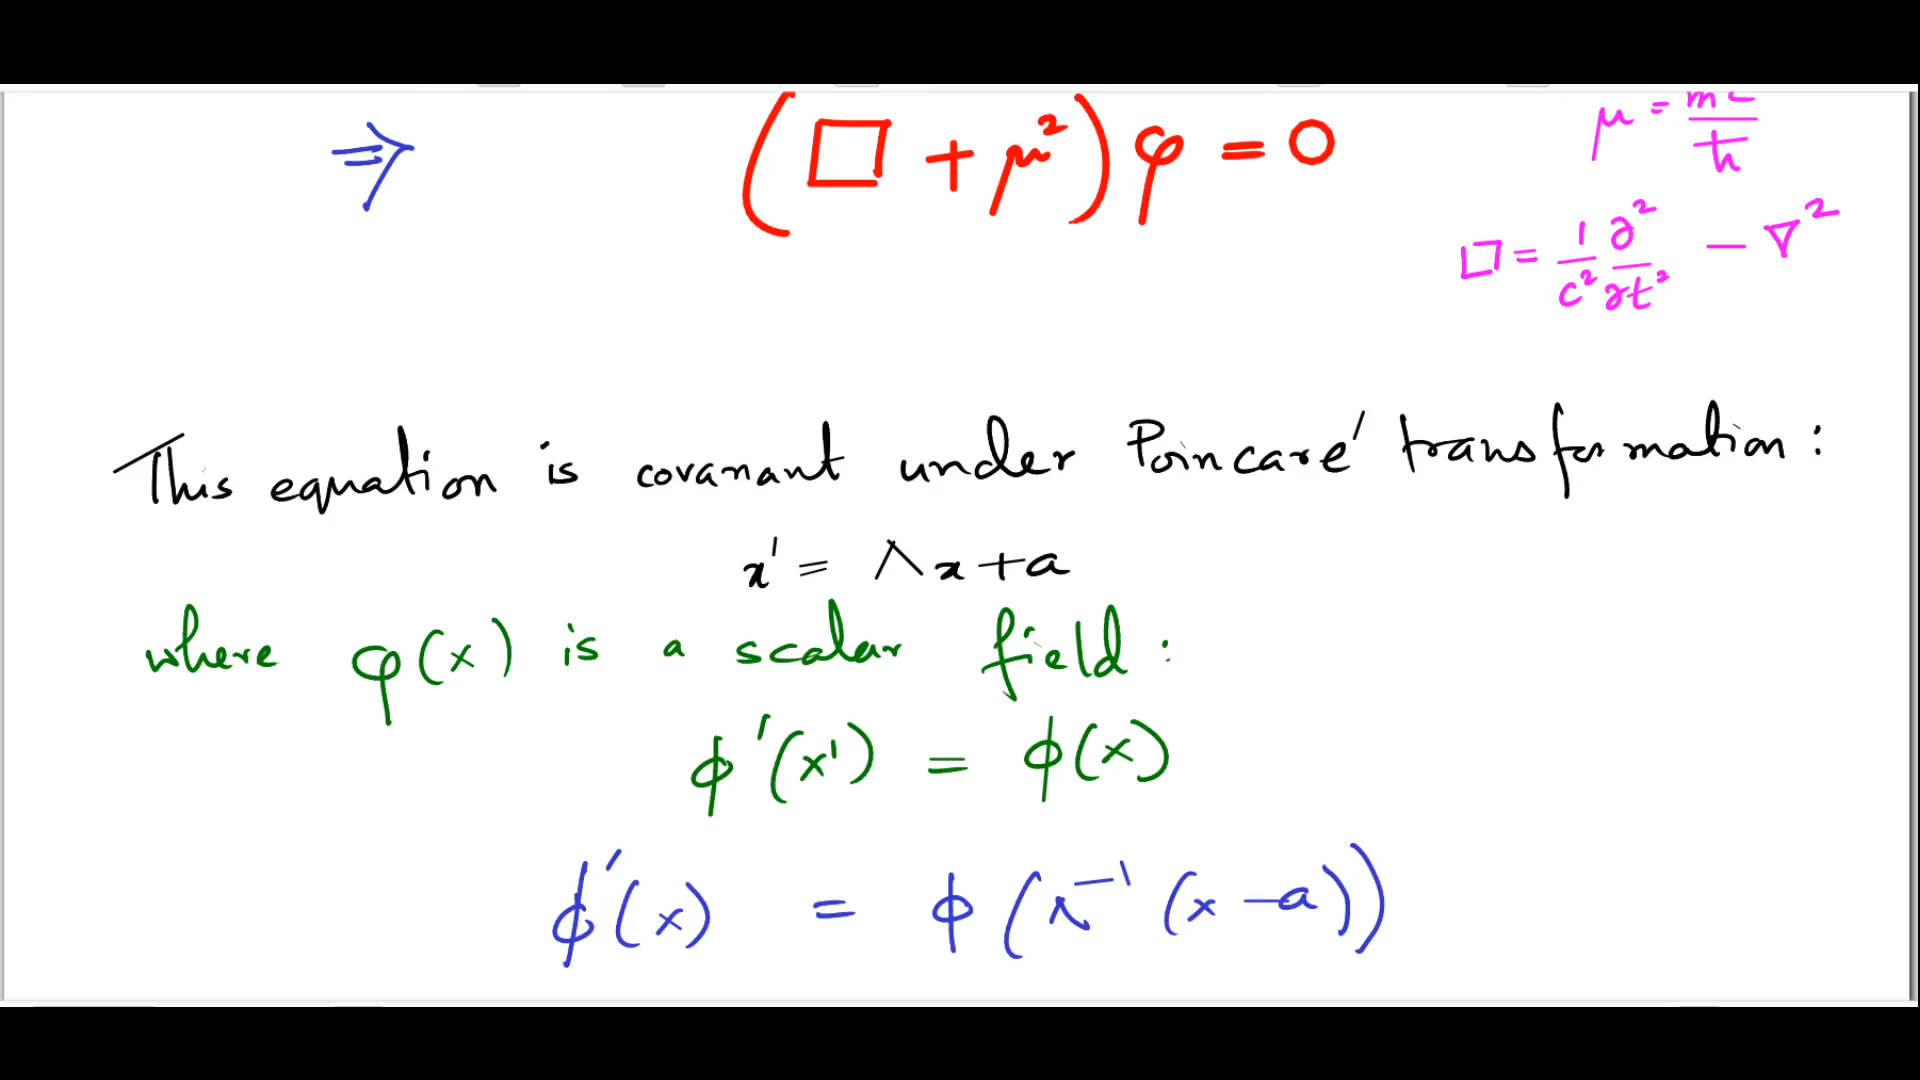 ⇒ (□ + μ²) φ = 0
μ = mc/ħ
□ = 1/c² ∂²/∂t² − ∇²
This equation is covariant under Poincare' transformation :
x' = Λx + a
where φ(x) is a scalar field :
ϕ'(x') = ϕ(x)
ϕ'(x) = ϕ(Λ⁻¹(x − a))